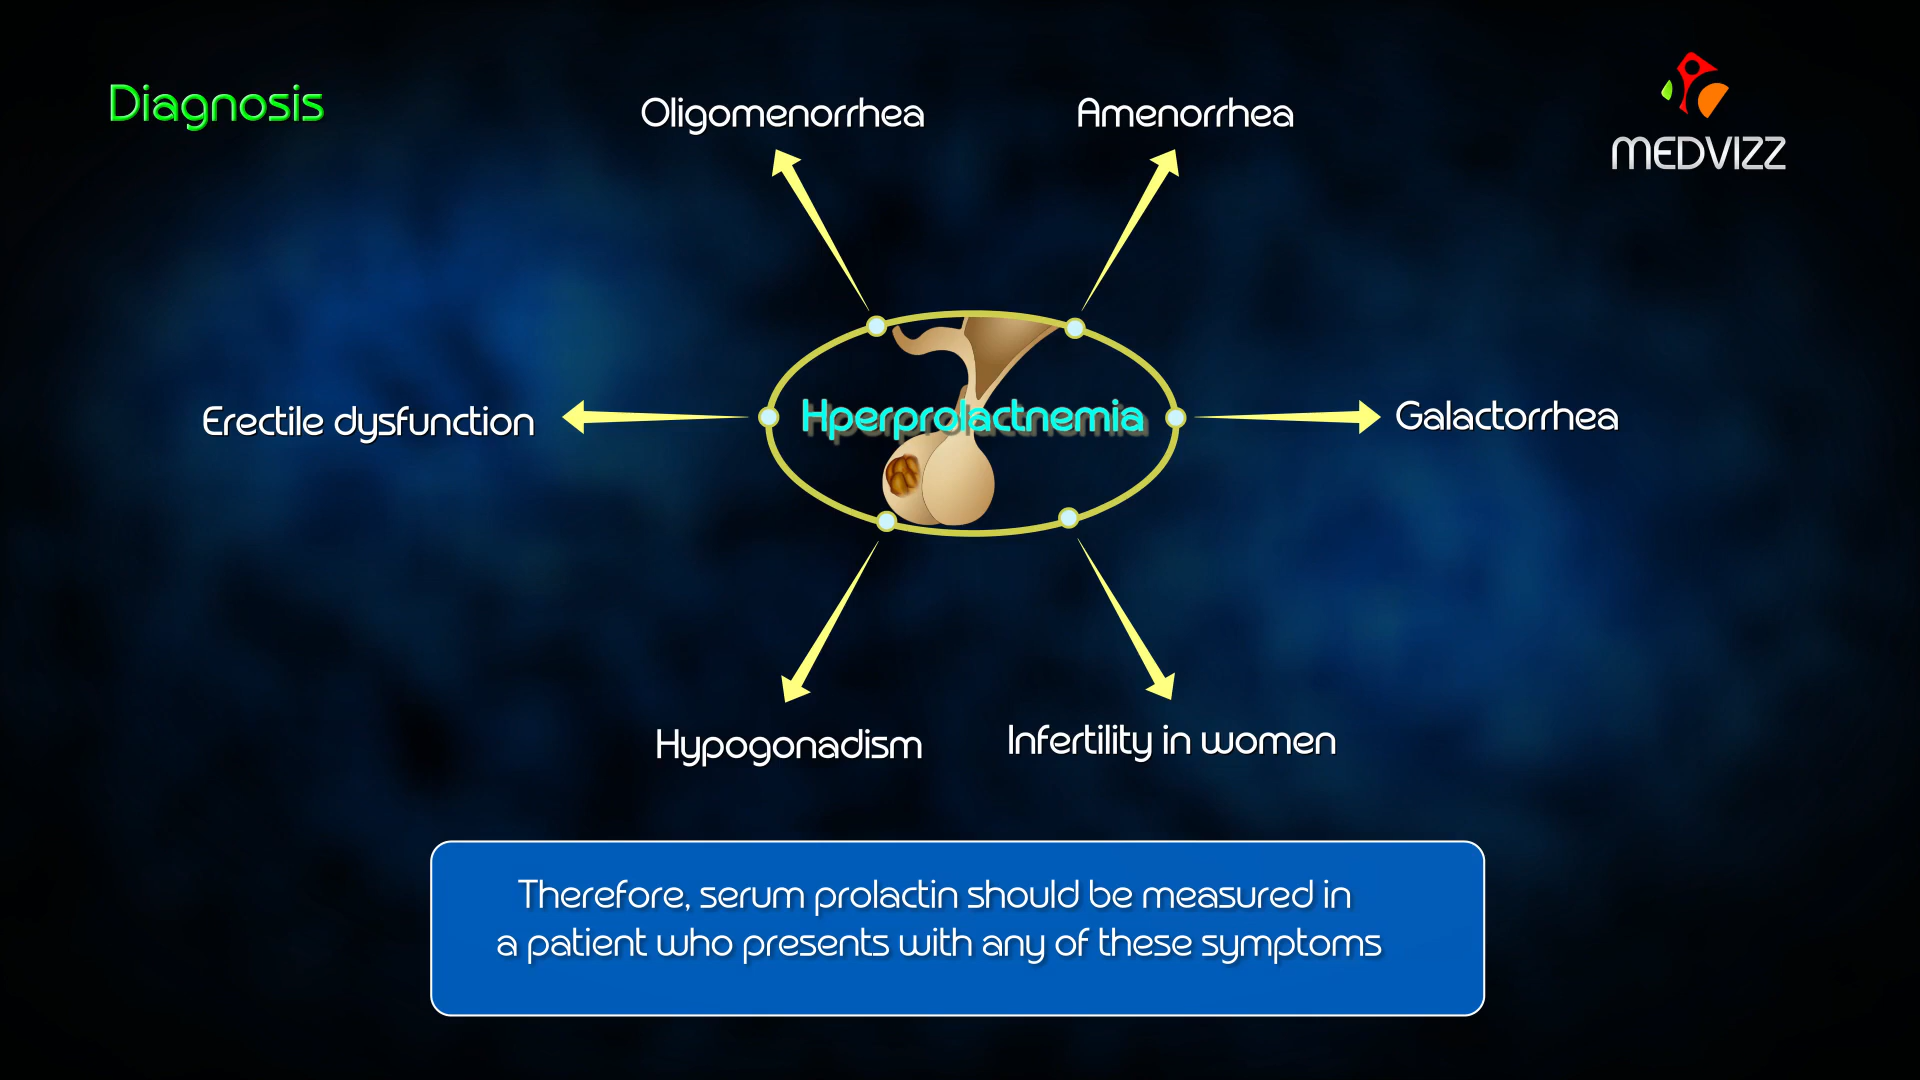 Diagnosis
Oligomenorrhea
Amenorrhea
MEDVIZZ
Erectile dysfunction
Hperprolactnemia
Galactorrhea
Hypogonadism
Infertility in women
Therefore, serum prolactin should be measured in
a patient who presents with any of these symptoms